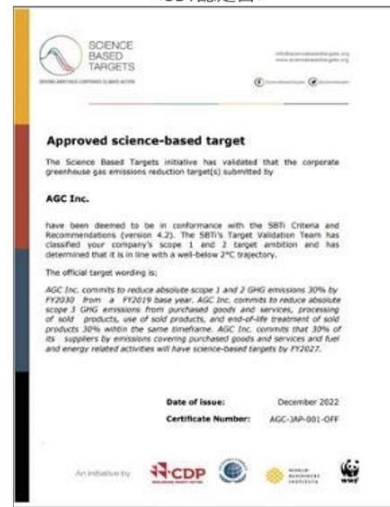 SCIENCE
BASED
TARGETS
DRIVING AMBITIOUS CORPORATE CLIMATE ACTION
Approved science-based target
The Science Based Targets initiative has validated that the corporate
greenhouse gas emissions reduction target(s) submitted by
AGC Inc.
have been deemed to be in conformance with the SBTi Criteria and
Recommendations (version 4.2). The SBTi's Target Validation Team has
classified your company's scope 1 and 2 target ambition and has
determined that it is in line with a well-below 2°C trajectory.
The official target wording is:
AGC Inc. commits to reduce absolute scope 1 and 2 GHG emissions 30% by
FY2030 from a FY2019 base year. AGC Inc. commits to reduce absolute
scope 3 GHG emissions from purchased goods and services, processing
of sold products, use of sold products, and end-of-life treatment of sold
products 30% within the same timeframe. AGC Inc. commits that 30% of
its suppliers by emissions covering purchased goods and services and fuel
and energy related activities will have science-based targets by FY2027.
Date of issue: December 2022
Certificate Number: AGC-JAP-001-OFF
An initiative by
CDP
WORLD
RESOURCES
INSTITUTE
WWF